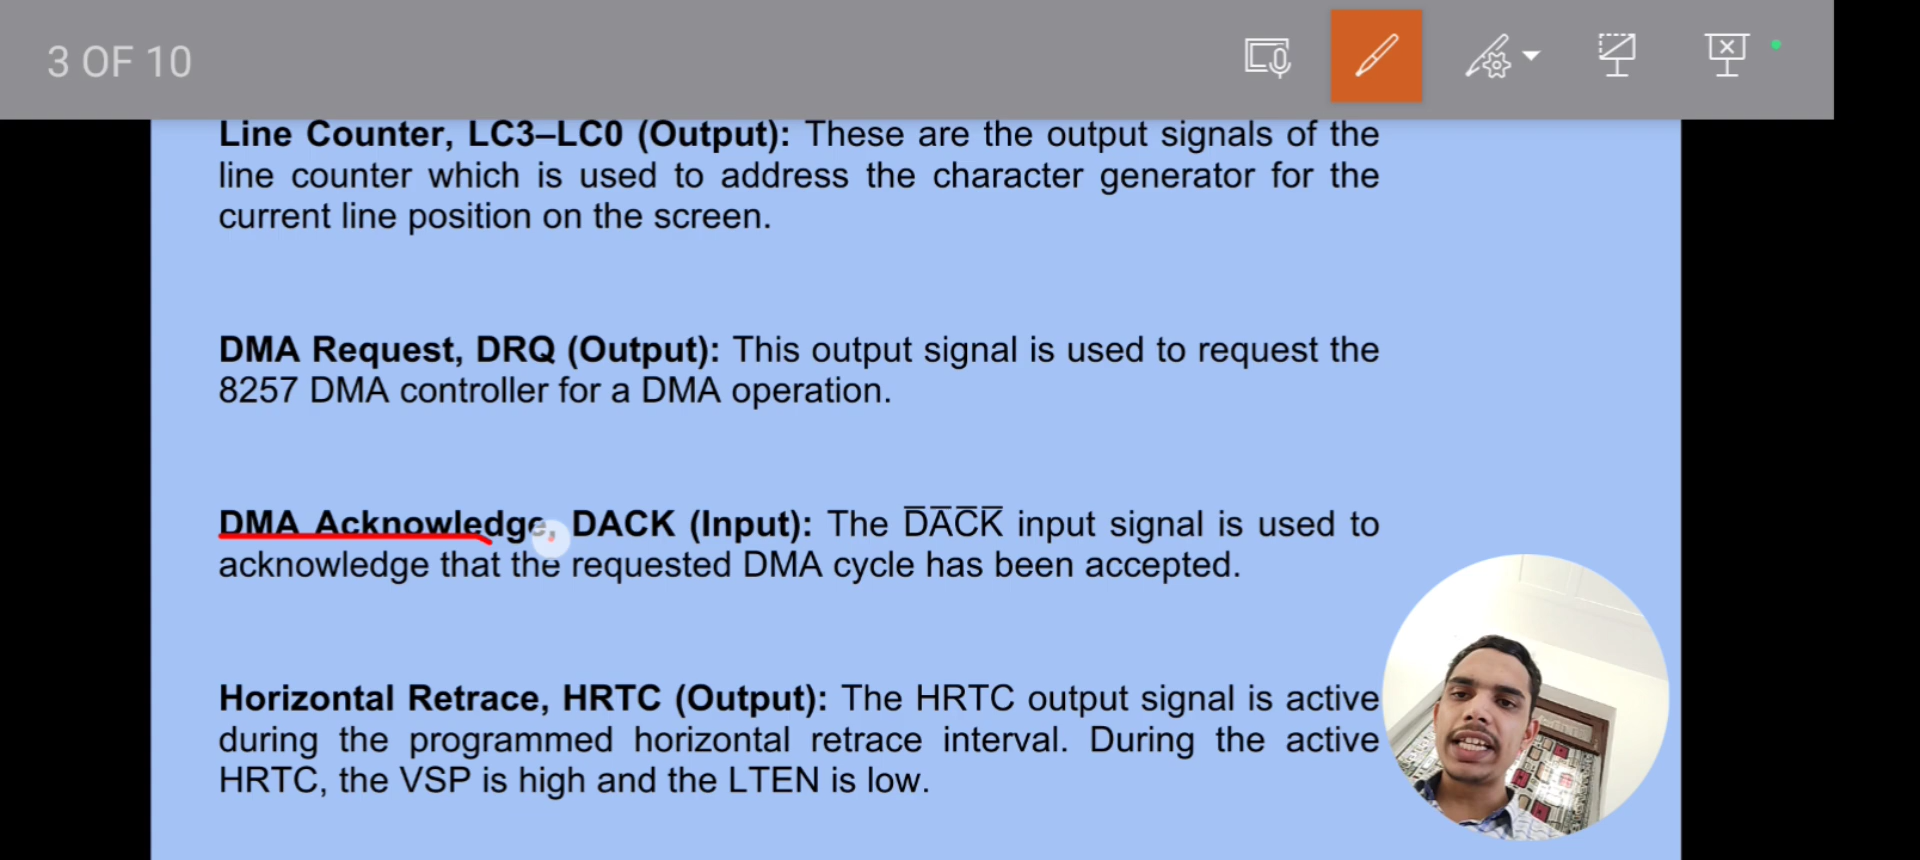 3 OF 10
Line Counter, LC3–LC0 (Output): These are the output signals of the
line counter which is used to address the character generator for the
current line position on the screen.
DMA Request, DRQ (Output): This output signal is used to request the
8257 DMA controller for a DMA operation.
DMA Acknowledge, DACK (Input): The D̅A̅C̅K̅ input signal is used to
acknowledge that the requested DMA cycle has been accepted.
Horizontal Retrace, HRTC (Output): The HRTC output signal is active
during the programmed horizontal retrace interval. During the active
HRTC, the VSP is high and the LTEN is low.